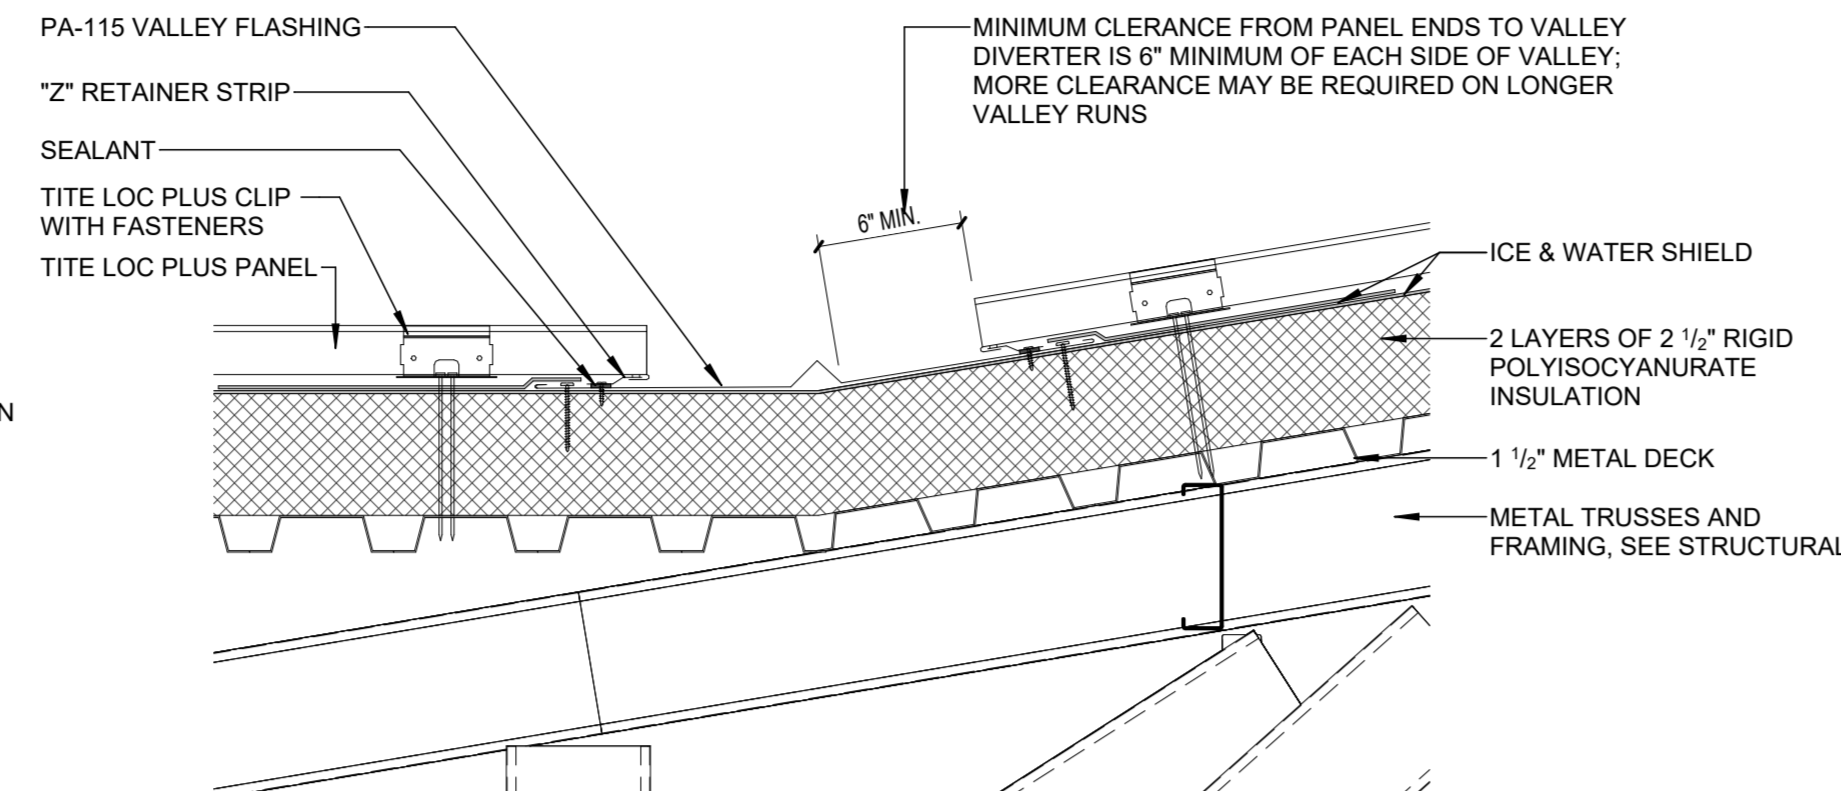 PA-115 VALLEY FLASHING
"Z" RETAINER STRIP
SEALANT
TITE LOC PLUS CLIP
WITH FASTENERS
TITE LOC PLUS PANEL
N
MINIMUM CLERANCE FROM PANEL ENDS TO VALLEY
DIVERTER IS 6" MINIMUM OF EACH SIDE OF VALLEY;
MORE CLEARANCE MAY BE REQUIRED ON LONGER
VALLEY RUNS
6" MIN.
ICE & WATER SHIELD
2 LAYERS OF 2 1/2" RIGID
POLYISOCYANURATE
INSULATION
1 1/2" METAL DECK
METAL TRUSSES AND
FRAMING, SEE STRUCTURAL